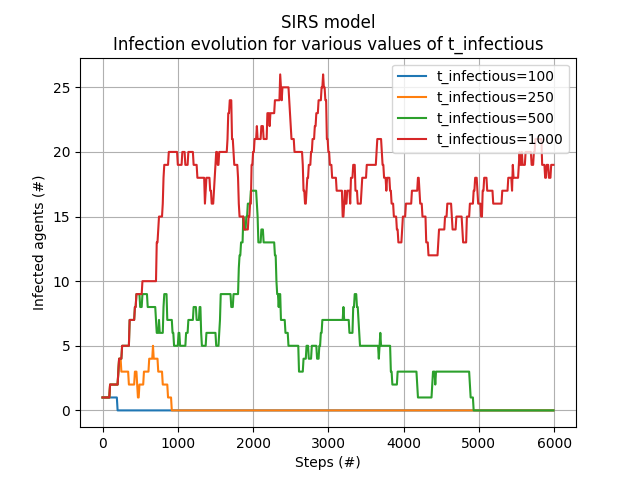 SIRS model
Infection evolution for various values of t_infectious
t_infectious=100
t_infectious=250
t_infectious=500
t_infectious=1000
25
20
15
10
5
0
Infected agents (#)
0 1000 2000 3000 4000 5000 6000
Steps (#)